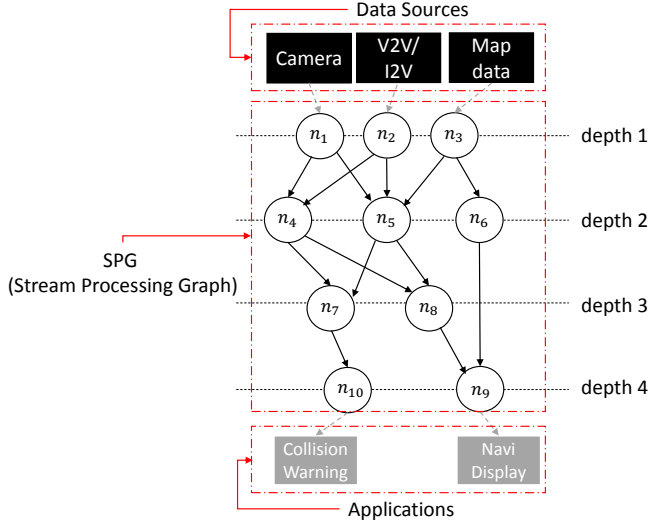 Data Sources
Camera
V2V/
I2V
Map
data
n1
n2
n3
depth 1
n4
n5
n6
depth 2
SPG
(Stream Processing Graph)
n7
n8
depth 3
n10
n9
depth 4
Collision
Warning
Navi
Display
Applications